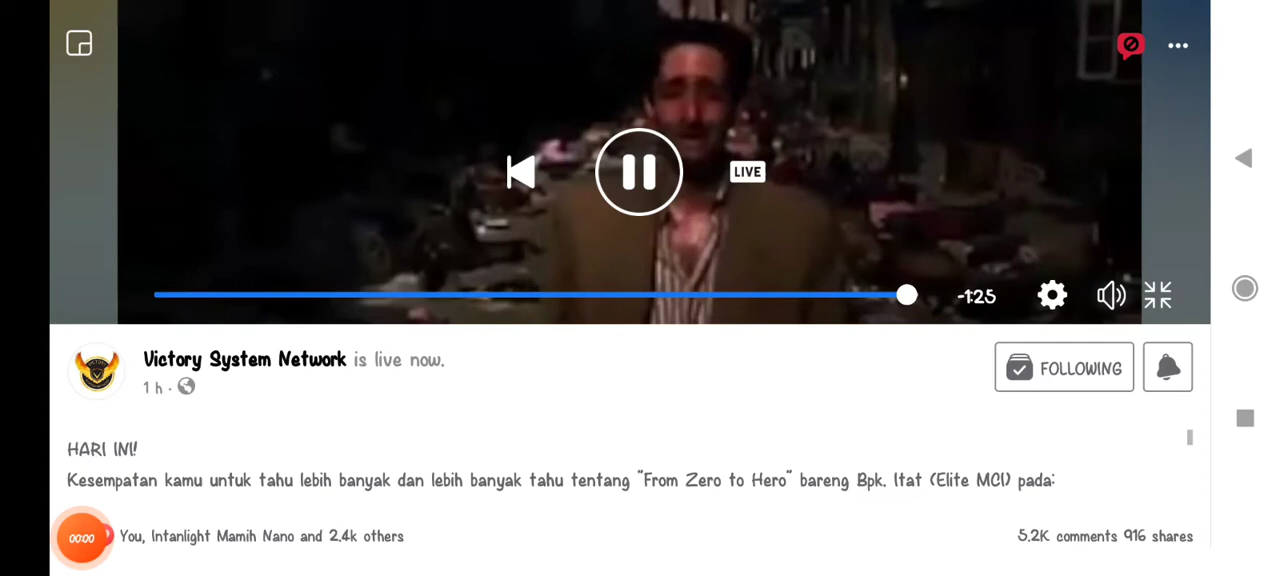 LIVE
-1:25
Victory System Network is live now.
FOLLOWING
1 h ·
HARI INI!
Kesempatan kamu untuk tahu lebih banyak dan lebih banyak tahu tentang "From Zero to Hero" bareng Bpk. Itat (Elite MCI) pada:
00:00
You, Intanlight Mamih Nano and 2.4k others
5.2K comments 916 shares